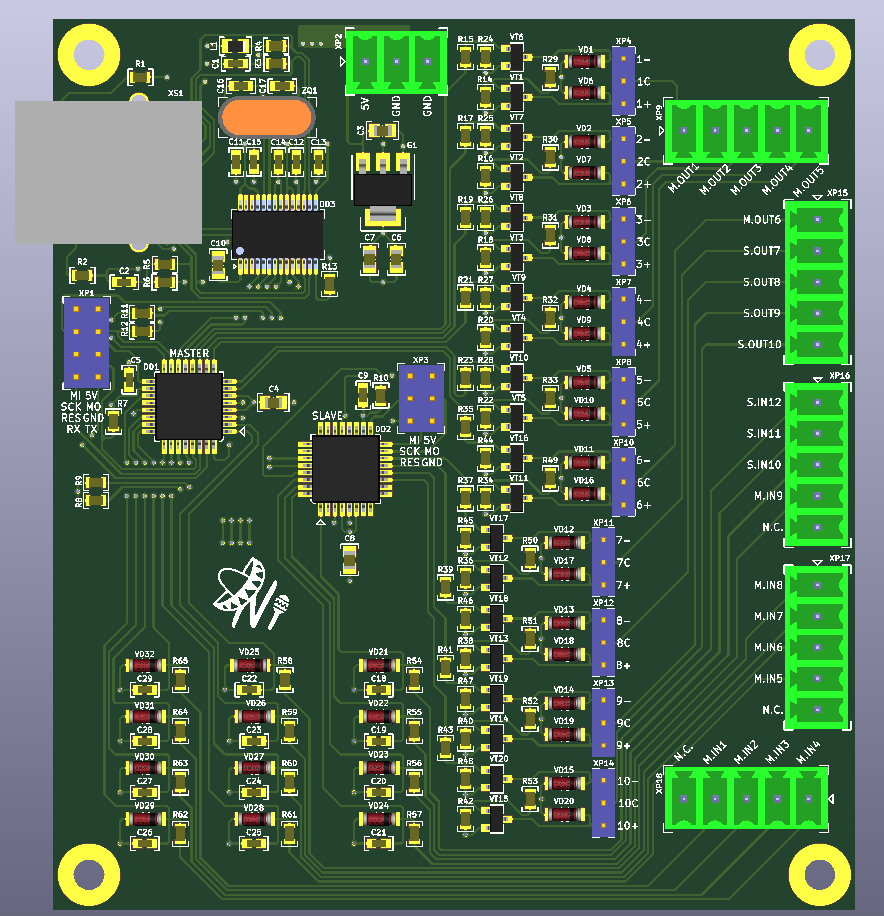 L1
C1
R4
R3
R1
XS1
C16
C17
ZQ1
XP2
5V
GND
GND
C3
G1
C11
C15
C14
C12
C13
DD3
C10
C7
C6
R13
R2
C2
R5
R6
XP1
R11
R12
MASTER
DD1
C5
MI 5V
SCK MO
RES GND
RX TX
R7
C4
R9
R8
C9
R10
XP3
MI 5V
SCK MO
RES GND
SLAVE
DD2
C8
R15
R24
VT6
R29
VD1
VD6
XP4
1-
1C
1+
R14
VT1
R17
R25
VT7
R30
VD2
VD7
XP5
2-
2C
2+
R16
VT2
R19
R26
VT8
R31
VD3
VD8
XP6
3-
3C
3+
R18
VT3
R21
R27
VT9
R32
VD4
VD9
XP7
4-
4C
4+
R20
VT4
R23
R28
VT10
R33
VD5
VD10
XP8
5-
5C
5+
R22
VT5
R35
R44
VT16
R49
VD11
VD16
XP10
6-
6C
6+
R37
R34
VT11
R45
VT17
R50
VD12
VD17
XP11
7-
7C
7+
R36
VT12
R39
R46
VT18
R51
VD13
VD18
XP12
8-
8C
8+
R38
VT13
R41
R47
VT19
R52
VD14
VD19
XP13
9-
9C
9+
R40
VT14
R43
R48
VT20
R53
VD15
VD20
XP14
10-
10C
10+
R42
VT15
XP9
M.OUT1
M.OUT2
M.OUT3
M.OUT4
M.OUT5
XP15
M.OUT6
S.OUT7
S.OUT8
S.OUT9
S.OUT10
XP16
S.IN12
S.IN11
S.IN10
M.IN9
N.C.
XP17
M.IN8
M.IN7
M.IN6
M.IN5
N.C.
XP18
N.C.
M.IN1
M.IN2
M.IN3
M.IN4
VD32
R65
C29
VD31
R64
C28
VD30
R63
C27
VD29
R62
C26
VD25
R58
C22
VD26
R59
C23
VD27
R60
C24
VD28
R61
C25
VD21
R54
C18
VD22
R55
C19
VD23
R56
C20
VD24
R57
C21